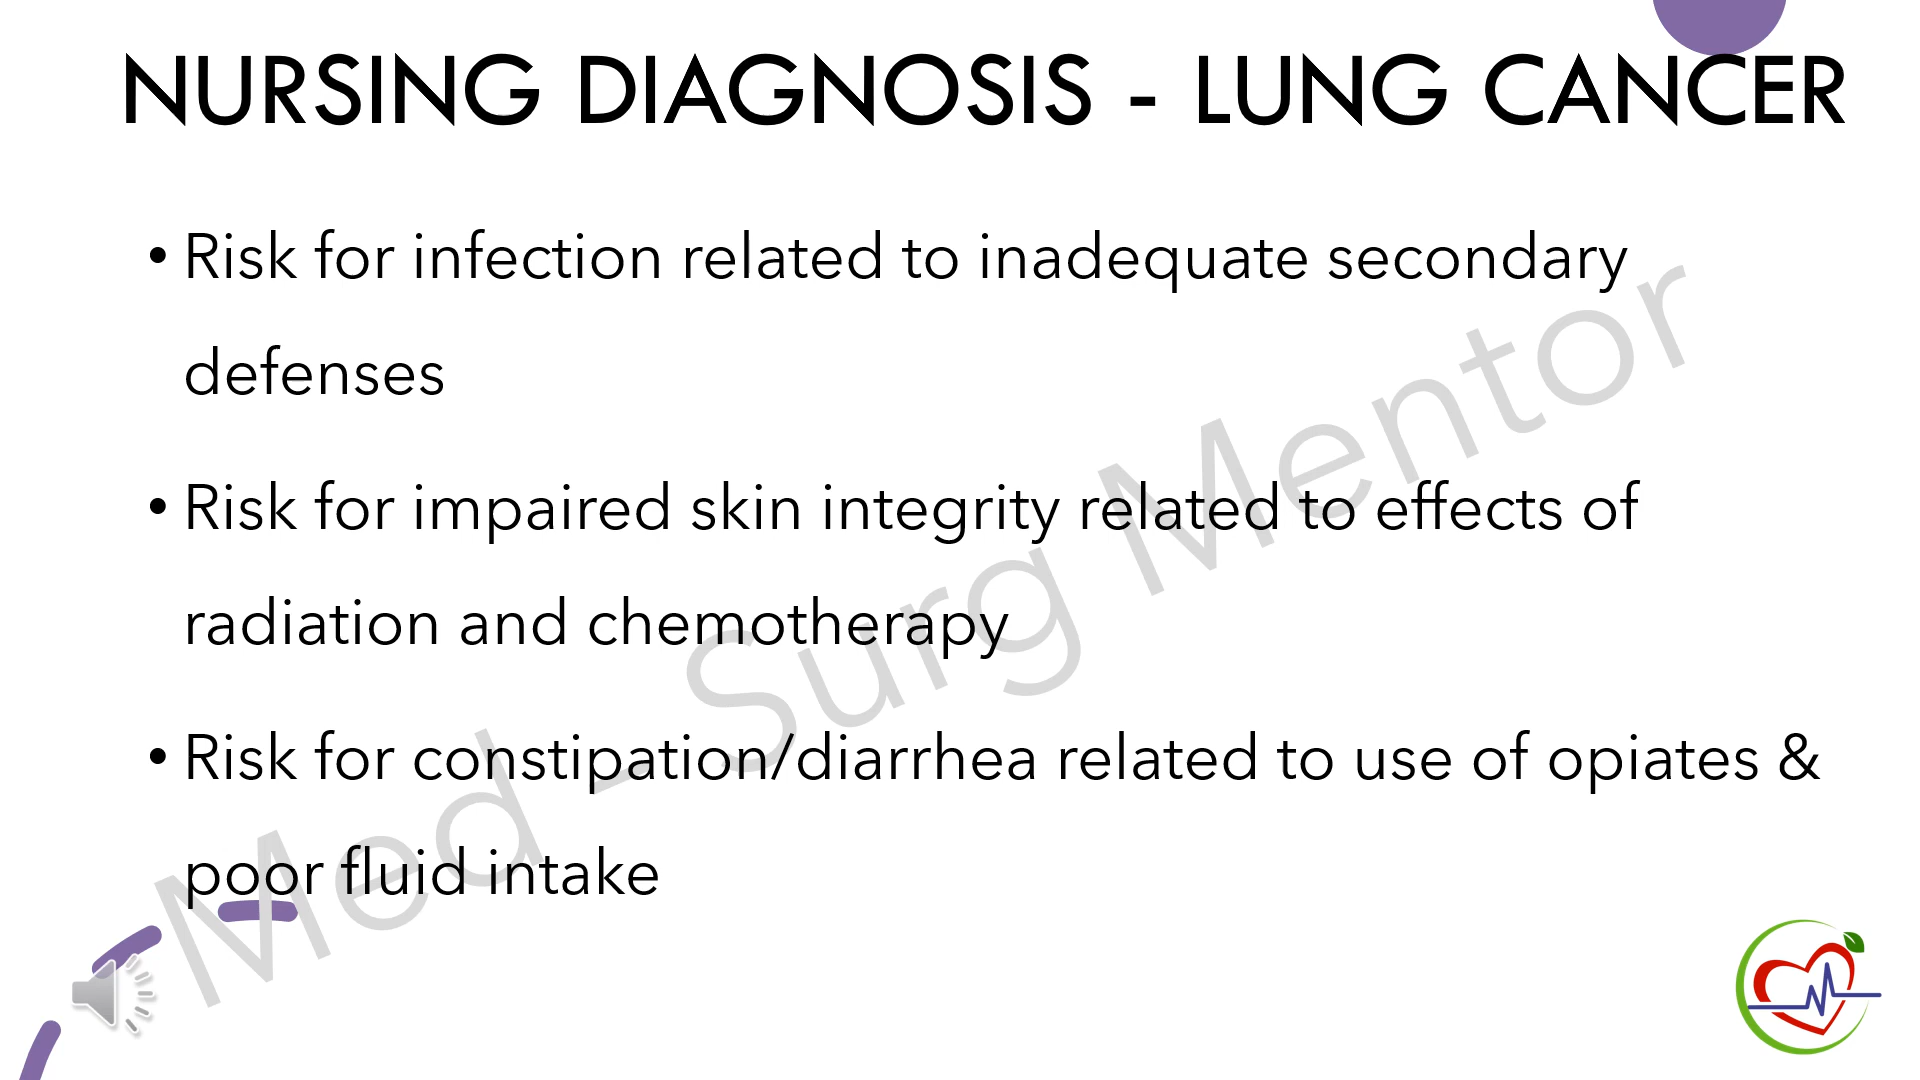 NURSING DIAGNOSIS - LUNG CANCER
• Risk for infection related to inadequate secondary
defenses
• Risk for impaired skin integrity related to effects of
radiation and chemotherapy
• Risk for constipation/diarrhea related to use of opiates &
poor fluid intake
Med - Surg Mentor